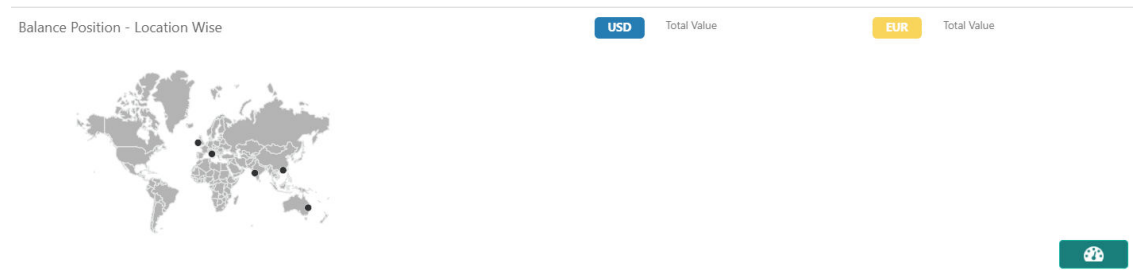 Balance Position - Location Wise
USD Total Value
EUR Total Value